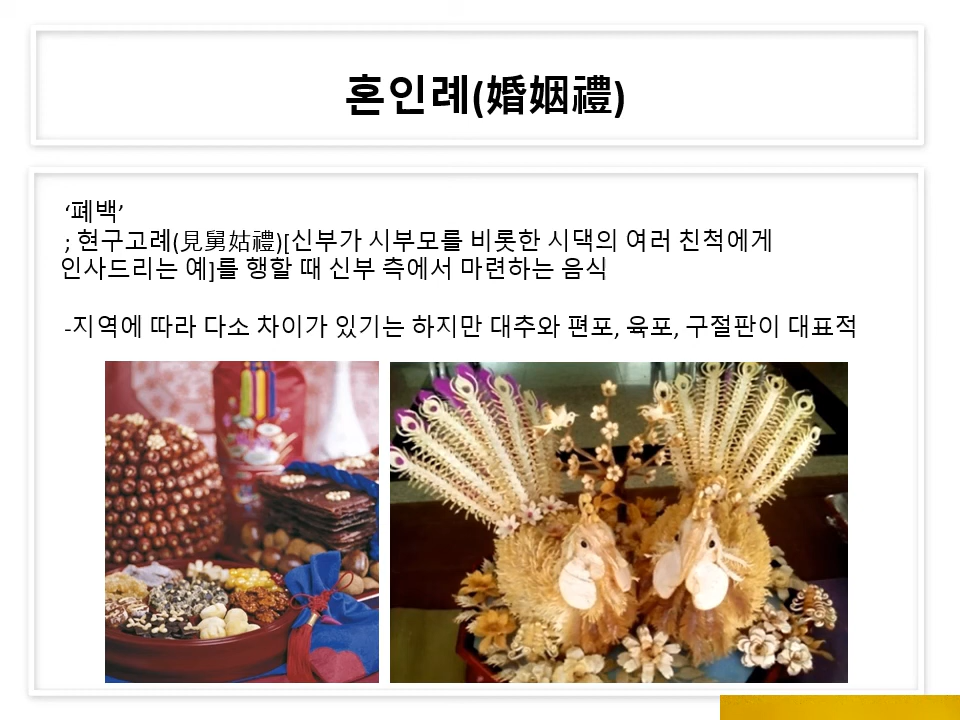 혼인례(婚姻禮)
‘폐백’
; 현구고례(見舅姑禮)[신부가 시부모를 비롯한 시댁의 여러 친척에게
인사드리는 예]를 행할 때 신부 측에서 마련하는 음식
-지역에 따라 다소 차이가 있기는 하지만 대추와 편포, 육포, 구절판이 대표적